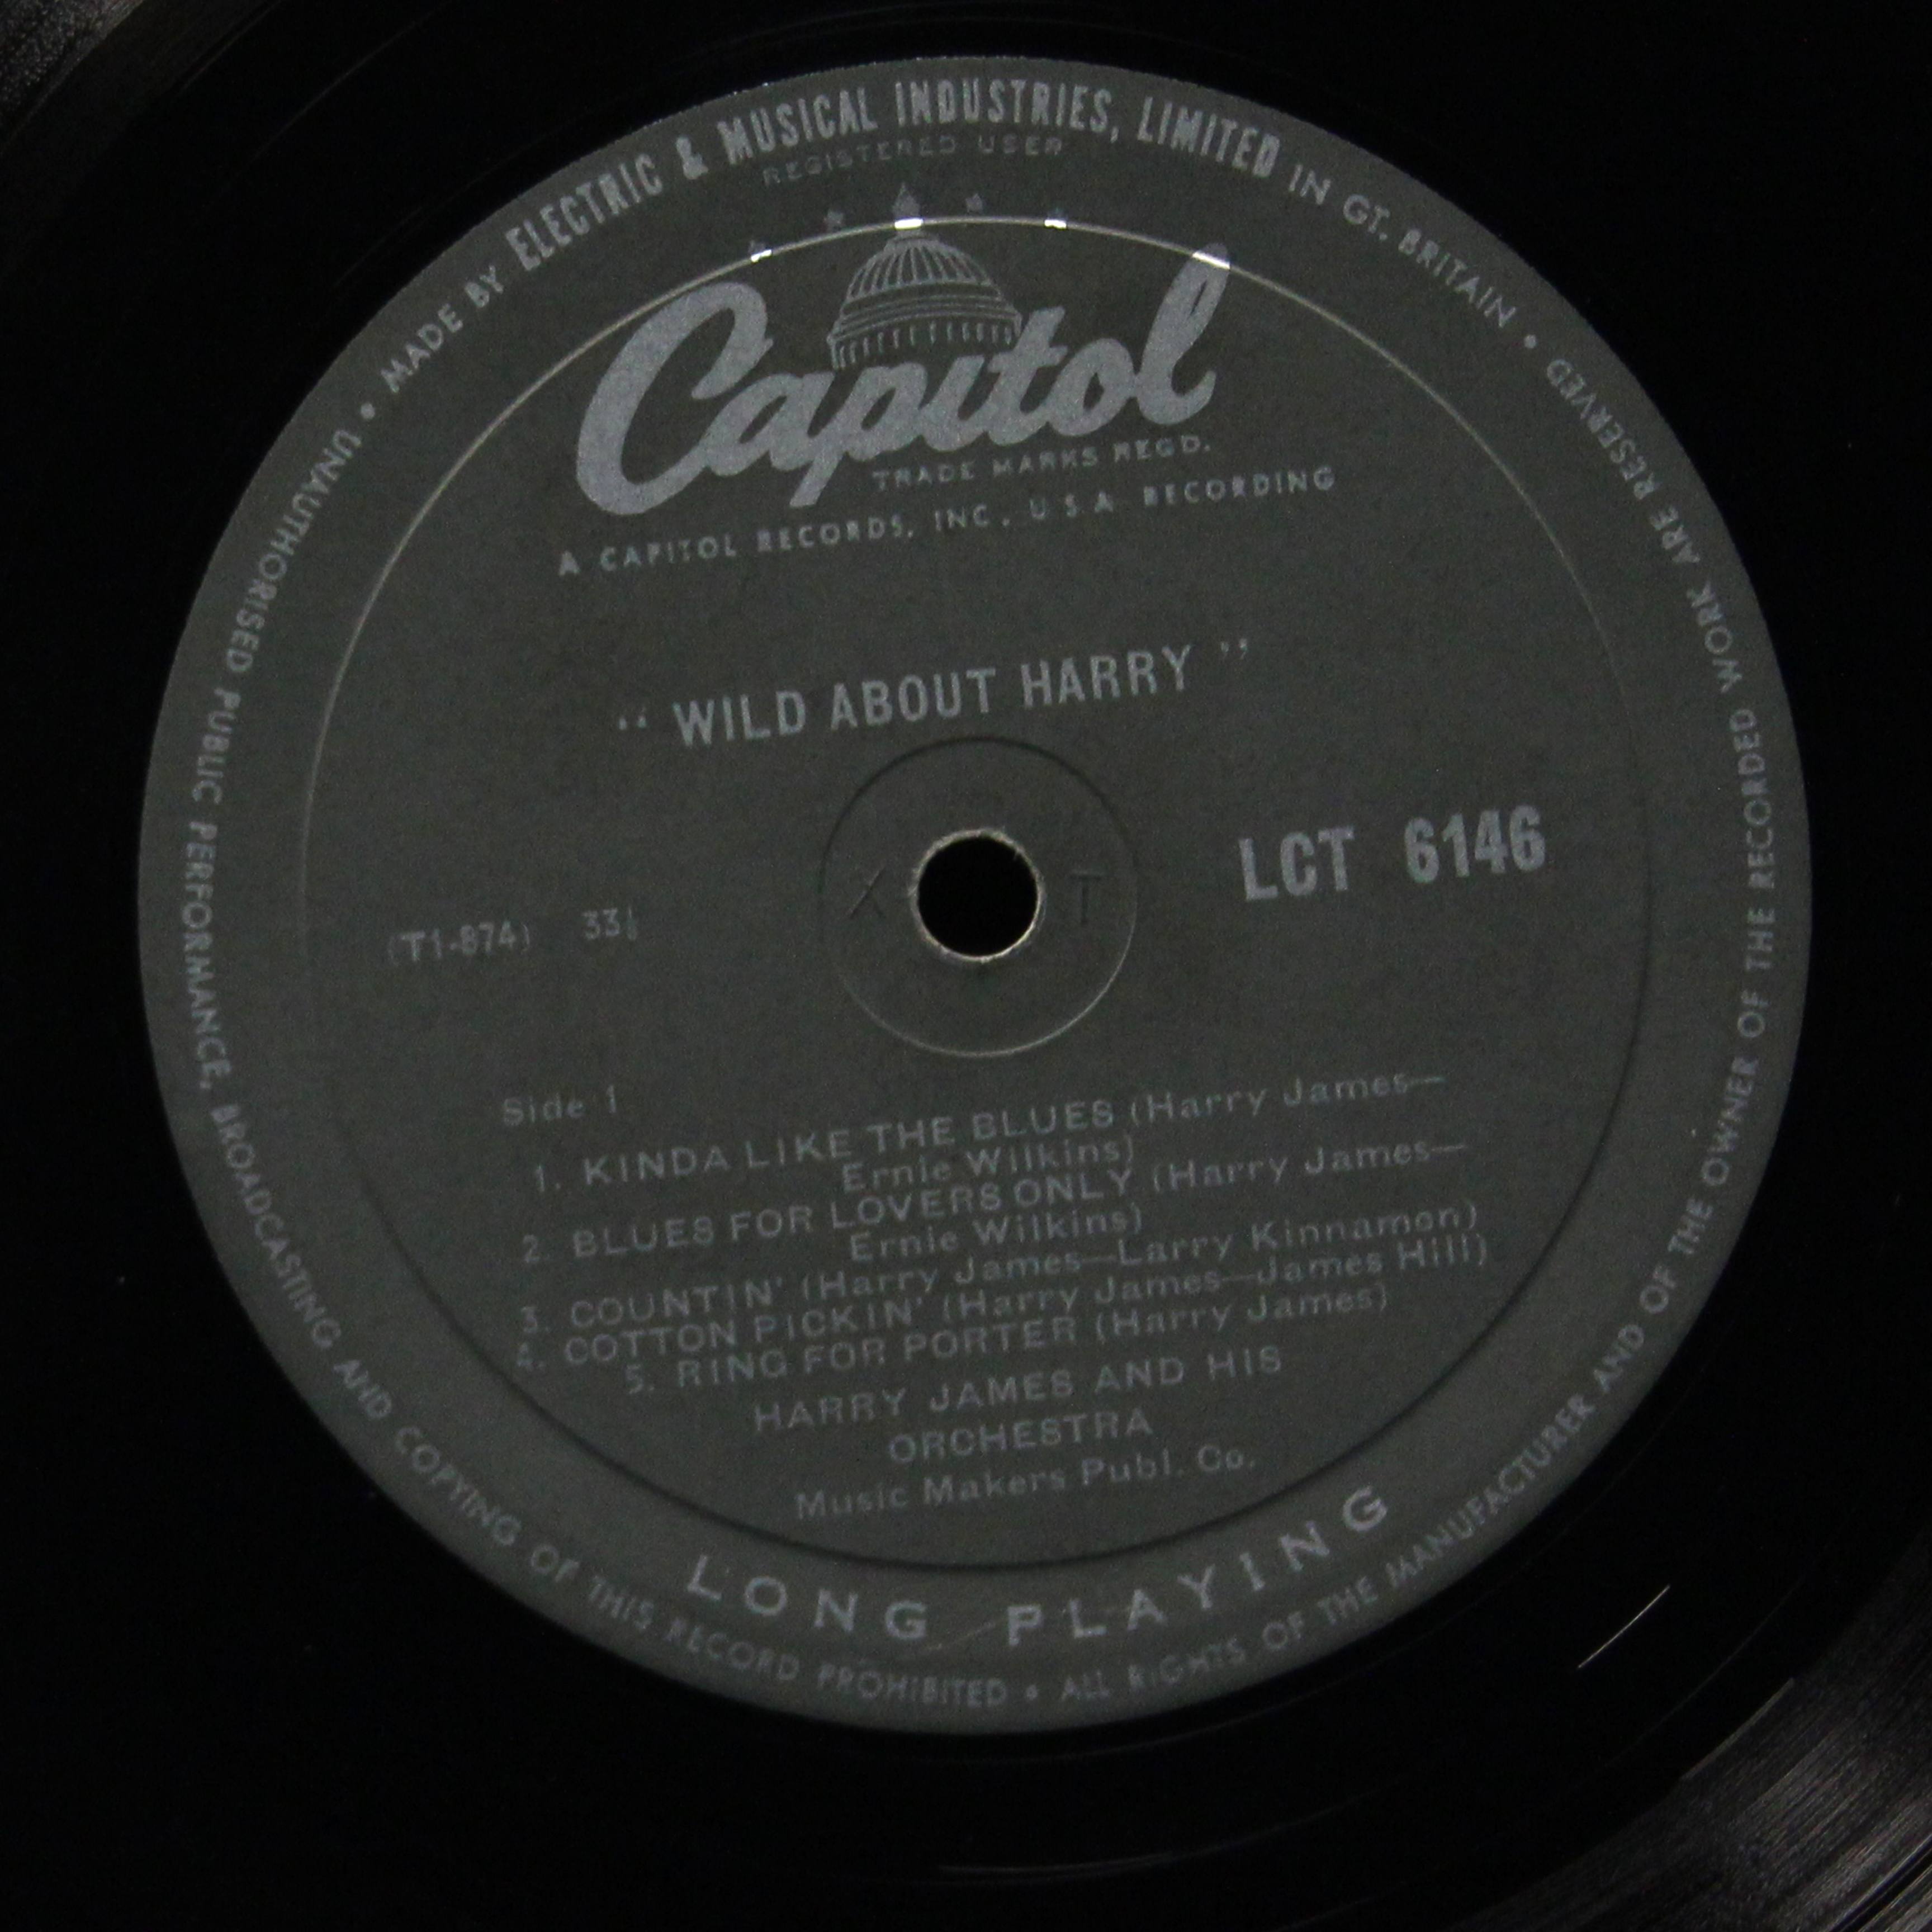 MADE BY ELECTRIC & MUSICAL INDUSTRIES, LIMITED IN GT. BRITAIN •
REGISTERED USER
Capitol
TRADE MARKS REGD.
A CAPITOL RECORDS, INC., U.S.A. RECORDING
“ WILD ABOUT HARRY ”
LCT 6146
X T
(T1-874) 33⅓
Side 1
1. KINDA LIKE THE BLUES (Harry James—
Ernie Wilkins)
2. BLUES FOR LOVERS ONLY (Harry James—
Ernie Wilkins)
3. COUNTIN' (Harry James—Larry Kinnamon)
4. COTTON PICKIN' (Harry James—James Hill)
5. RING FOR PORTER (Harry James)
HARRY JAMES AND HIS
ORCHESTRA
Music Makers Publ. Co.
LONG PLAYING
UNAUTHORISED PUBLIC PERFORMANCE, BROADCASTING AND COPYING OF THIS RECORD PROHIBITED • ALL RIGHTS OF THE MANUFACTURER AND OF THE OWNER OF THE RECORDED WORK ARE RESERVED •